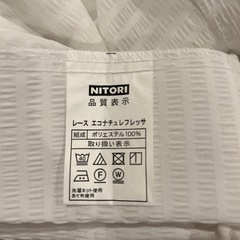 NITORI
品質表示
レース エコナチュレフレッサ
組成 ポリエステル100%
取り扱い表示
洗濯ネット使用
あて布使用